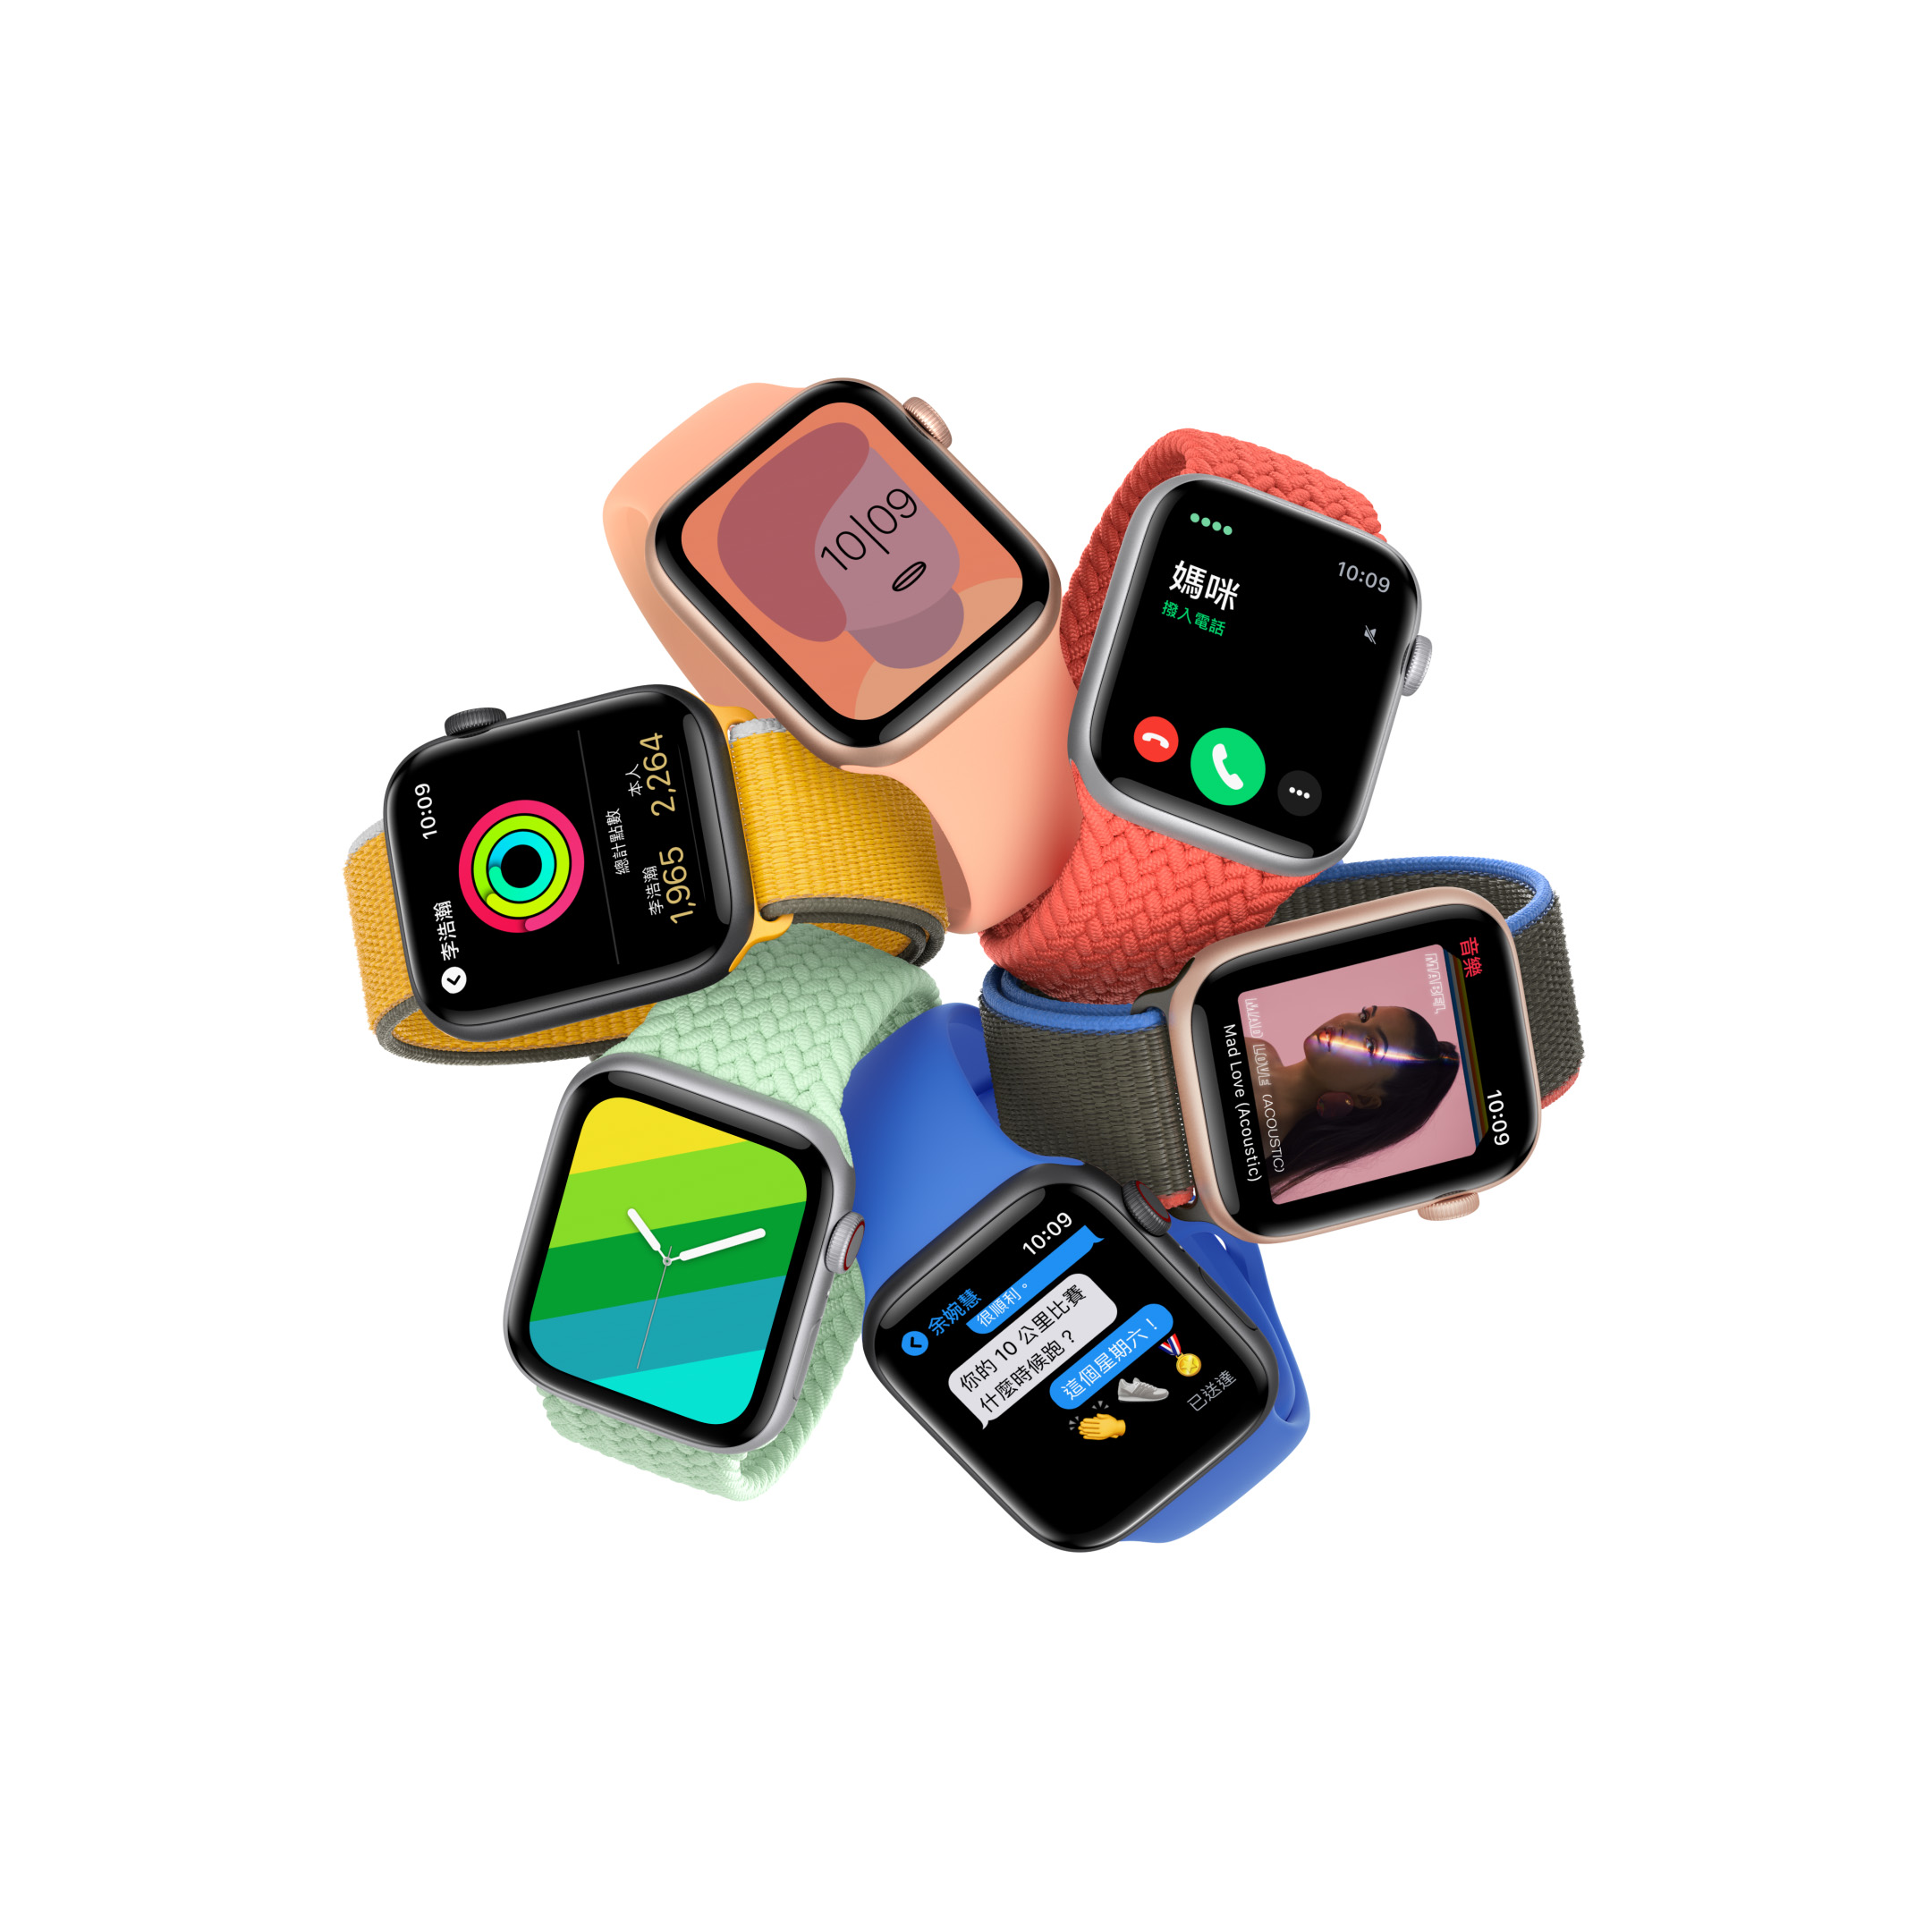 10|09
10:09
媽咪
撥入電話
音樂
10:09
MABEL
MAD LOVE (ACOUSTIC)
Mad Love (Acoustic)
10:09
余婉慧
很順利。
你的 10 公里比賽
什麼時候跑？
這個星期六！
已送達
李浩瀚
10:09
總計點數
李浩瀚
本人
1,965
2,264